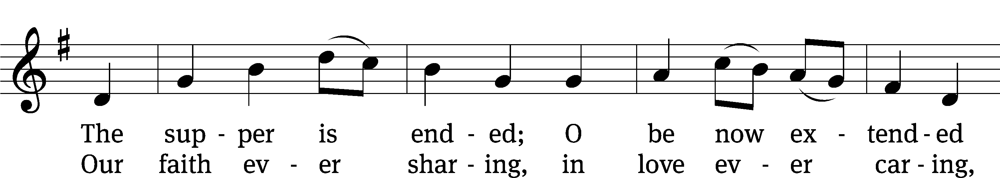 The sup - per is end - ed; O be now ex - tend - ed
Our faith ev - er shar - ing, in love ev - er car - ing,